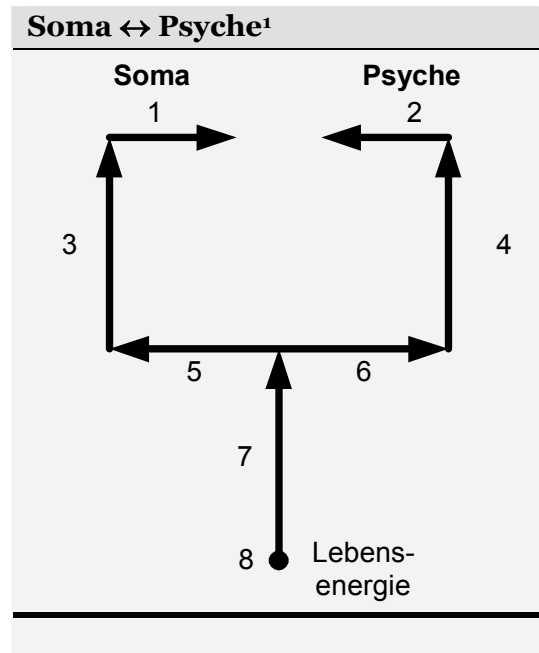 Soma ↔ Psyche¹
Soma Psyche
1 2
3 4
5 6
7
8 Lebens-
energie